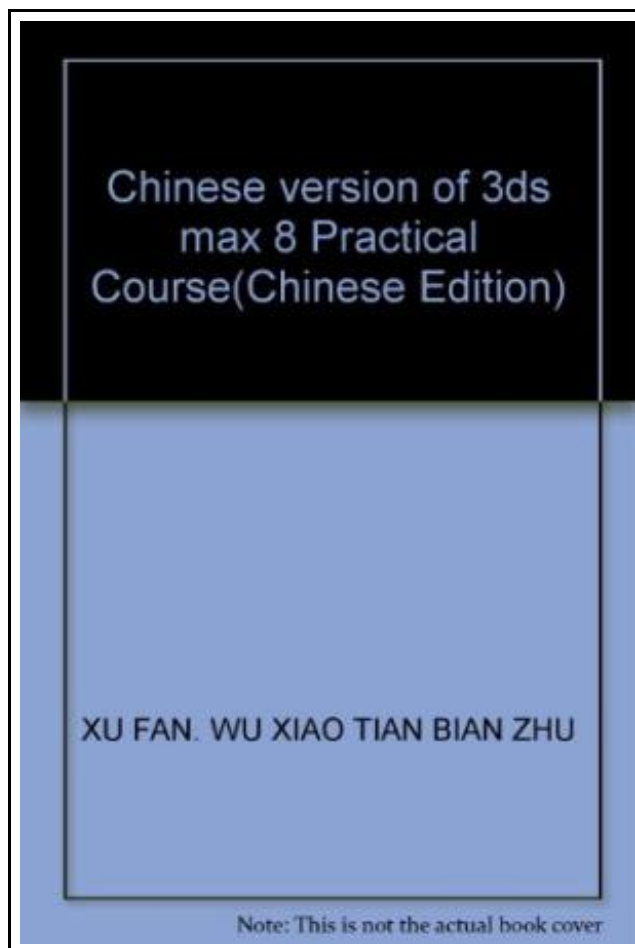 Chinese version of 3ds
max 8 Practical
Course(Chinese Edition)
XU FAN. WU XIAO TIAN BIAN ZHU
Note: This is not the actual book cover